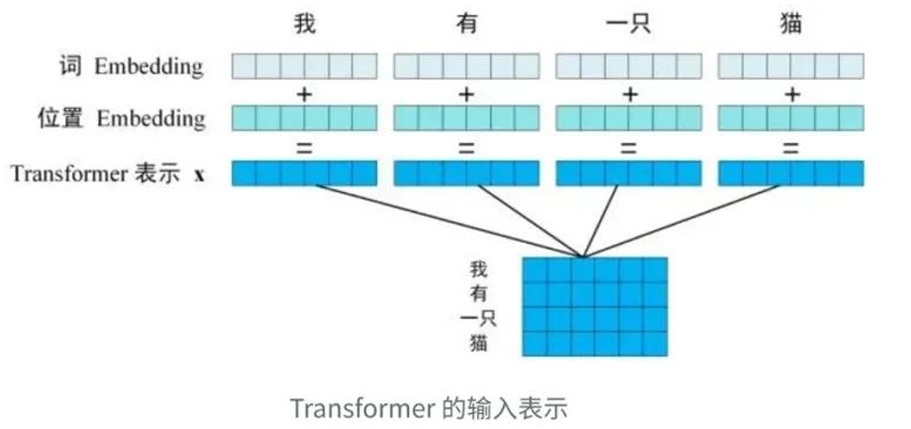 我 有 一只 猫
词 Embedding
+ + + +
位置 Embedding
= = = =
Transformer 表示 x
我
有
一只
猫
Transformer 的输入表示